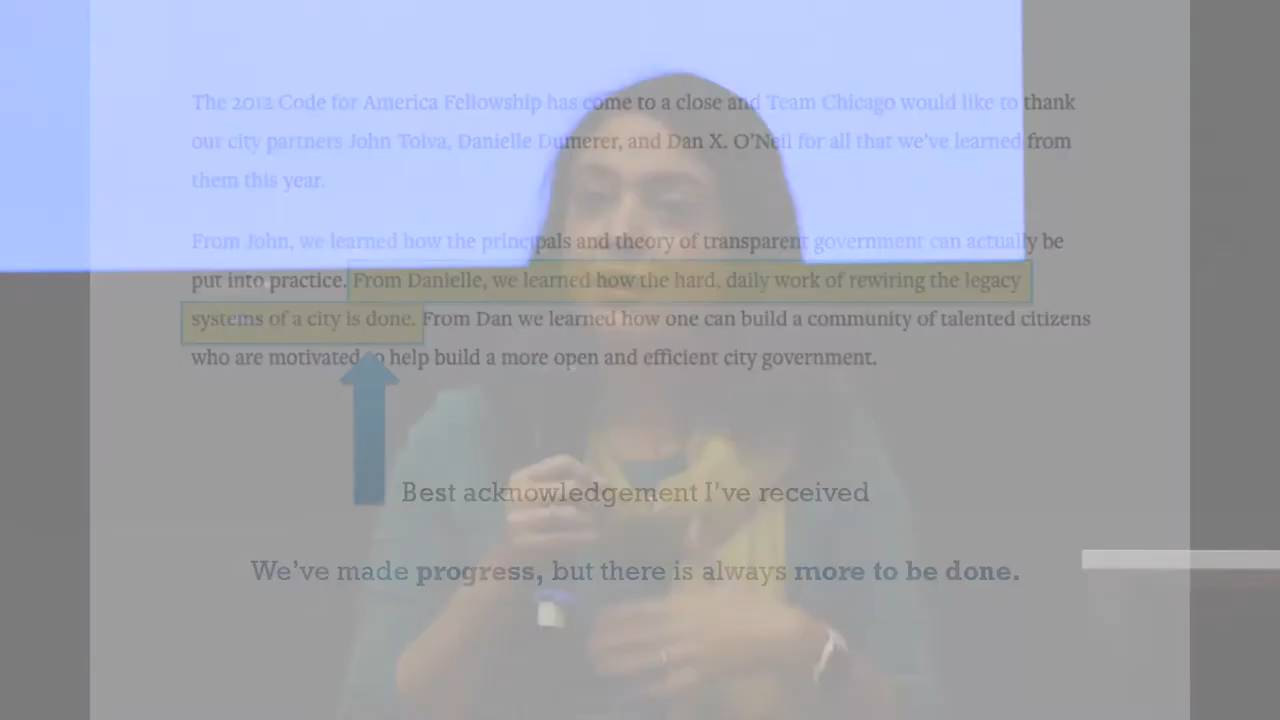 The 2012 Code for America Fellowship has come to a close and Team Chicago would like to thank
our city partners John Tolva, Danielle Dumerer, and Dan X. O'Neil for all that we've learned from
them this year.
From John, we learned how the principals and theory of transparent government can actually be
put into practice. From Danielle, we learned how the hard, daily work of rewiring the legacy
systems of a city is done. From Dan we learned how one can build a community of talented citizens
who are motivated to help build a more open and efficient city government.
Best acknowledgement I've received
We've made progress, but there is always more to be done.